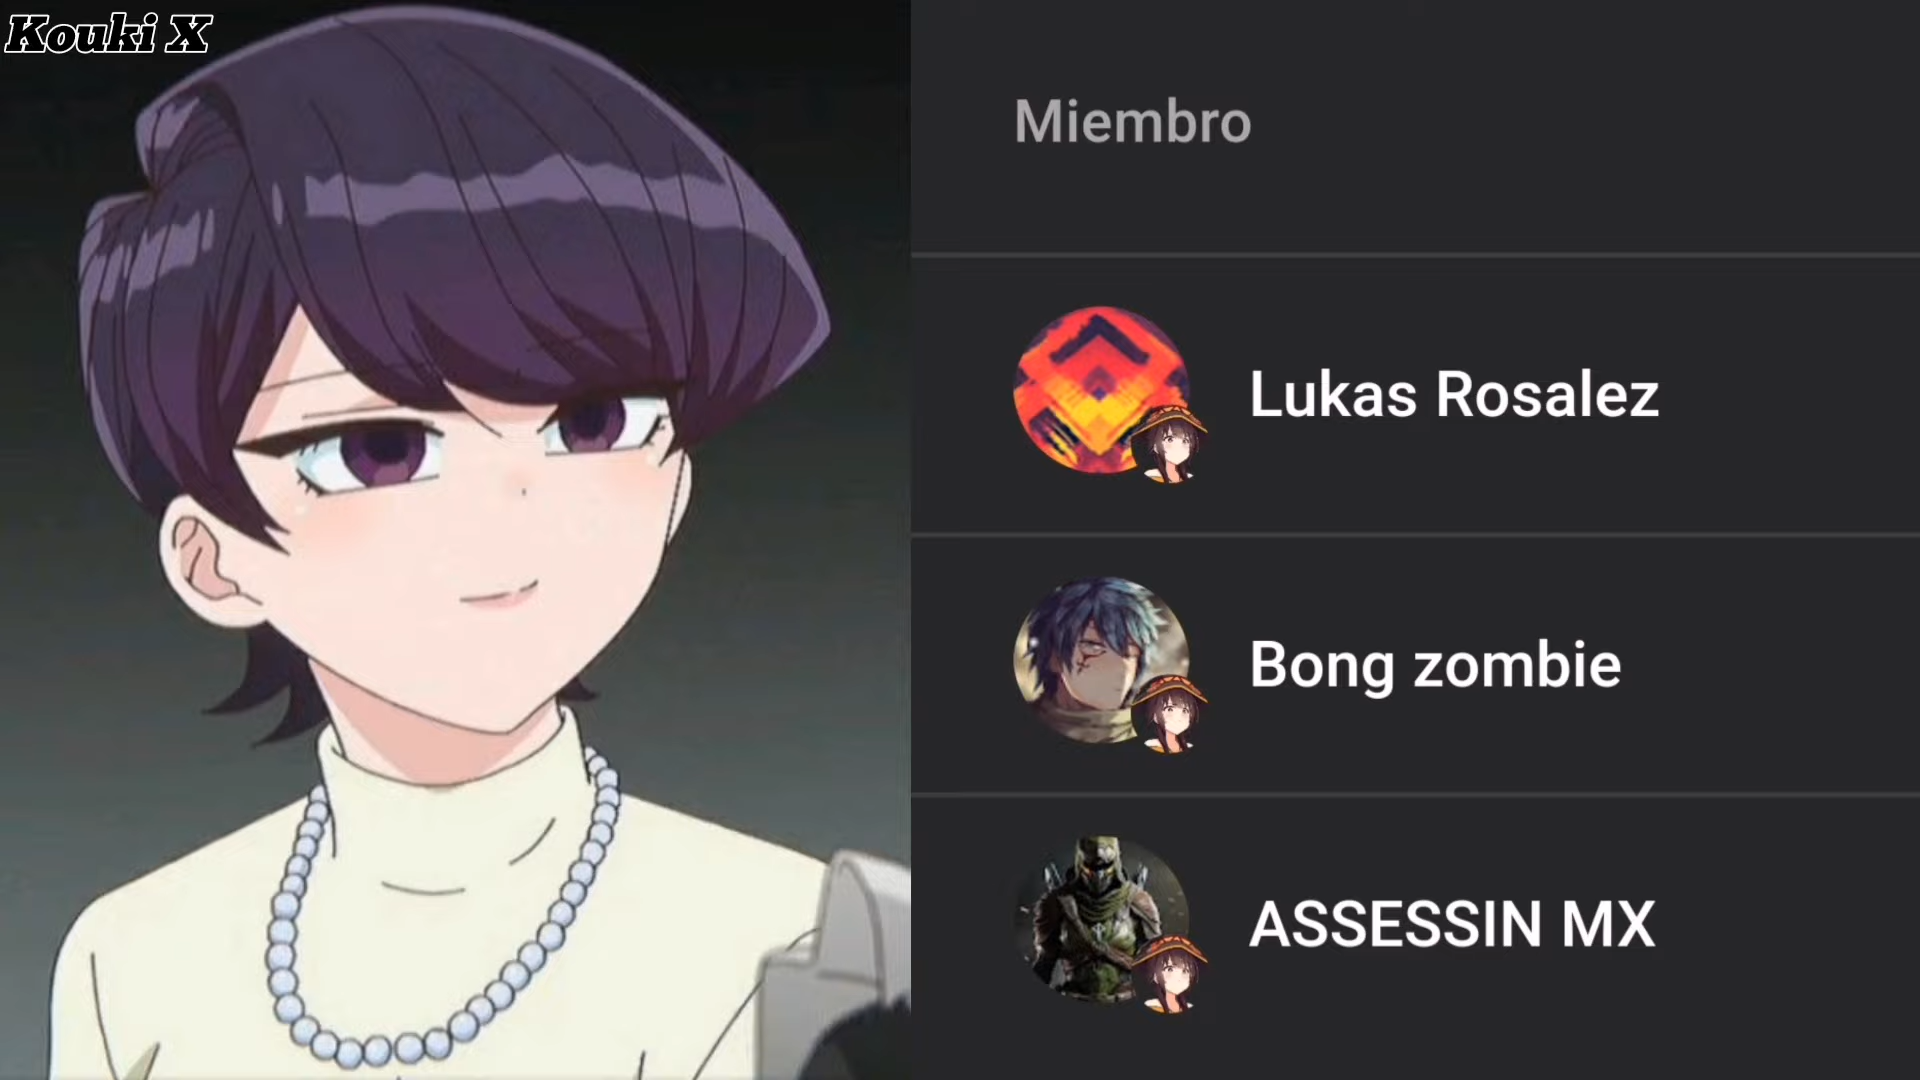 Kouki X
Miembro
Lukas Rosalez
Bong zombie
ASSESSIN MX